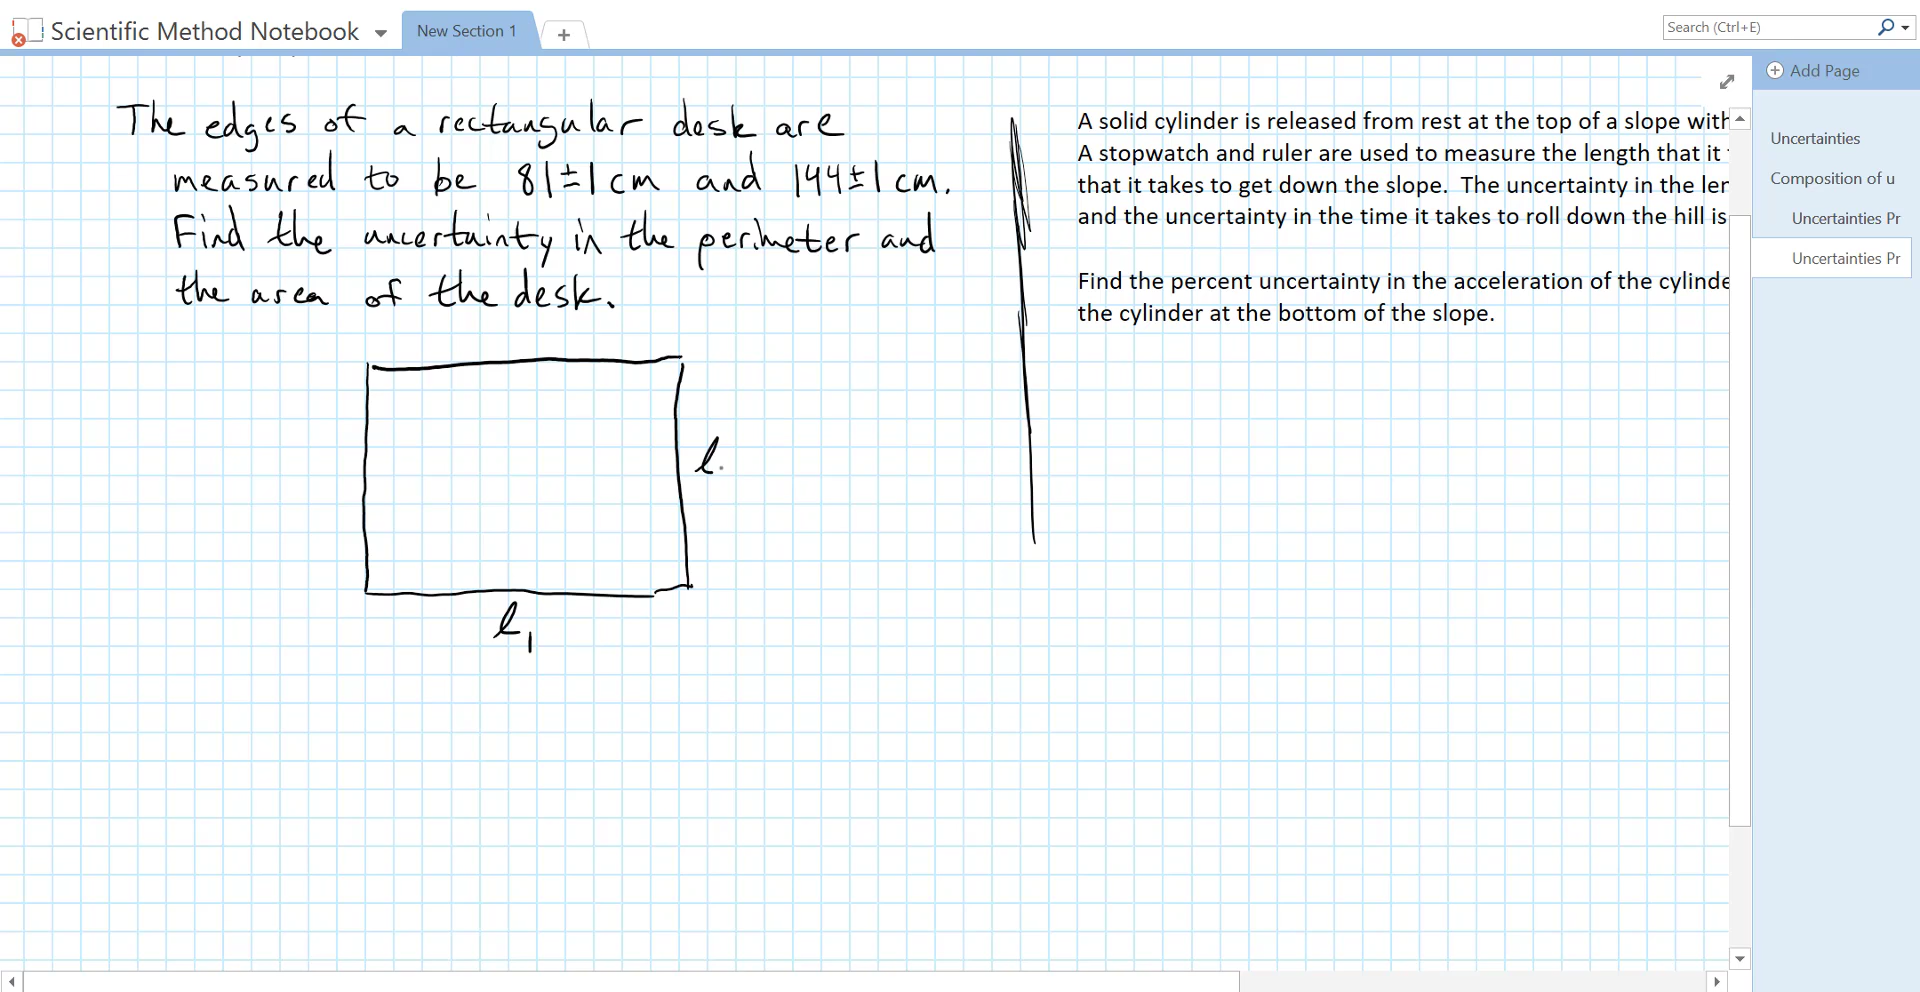 Scientific Method Notebook
New Section 1
Search (Ctrl+E)
Add Page
Uncertainties
Composition of u
Uncertainties Pr
Uncertainties Pr
The edges of a rectangular desk are
measured to be 81±1 cm and 144±1 cm.
Find the uncertainty in the perimeter and
the area of the desk.
l
l₁
A solid cylinder is released from rest at the top of a slope with
A stopwatch and ruler are used to measure the length that it
that it takes to get down the slope. The uncertainty in the len
and the uncertainty in the time it takes to roll down the hill is
Find the percent uncertainty in the acceleration of the cylinde
the cylinder at the bottom of the slope.